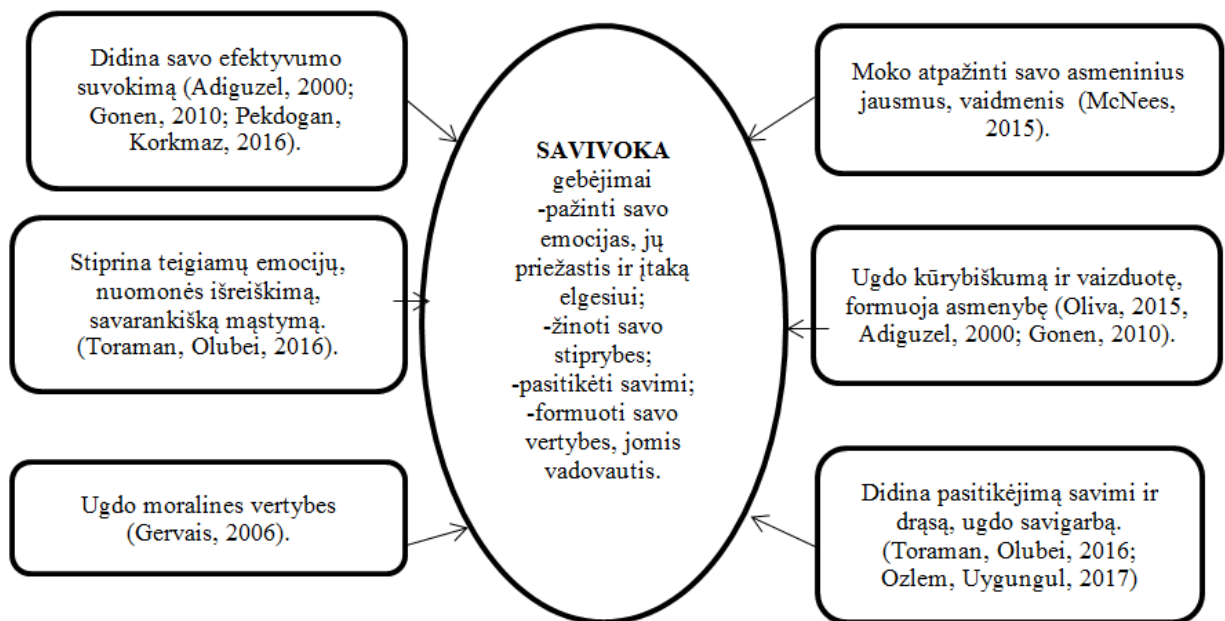 Didina savo efektyvumo
suvokimą (Adiguzel, 2000;
Gonen, 2010; Pekdogan,
Korkmaz, 2016).
Stiprina teigiamų emocijų,
nuomonės išreiškimą,
savarankišką mąstymą.
(Toraman, Olubei, 2016).
Ugdo moralines vertybes
(Gervais, 2006).
SAVIVOKA
gebėjimai
-pažinti savo
emocijas, jų
priežastis ir įtaką
elgesiui;
-žinoti savo
stiprybes;
-pasitikėti savimi;
-formuoti savo
vertybes, jomis
vadovautis.
Moko atpažinti savo asmeninius
jausmus, vaidmenis (McNees,
2015).
Ugdo kūrybiškumą ir vaizduotę,
formuoja asmenybę (Oliva, 2015,
Adiguzel, 2000; Gonen, 2010).
Didina pasitikėjimą savimi ir
drąsą, ugdo savigarbą.
(Toraman, Olubei, 2016;
Ozlem, Uygungul, 2017)